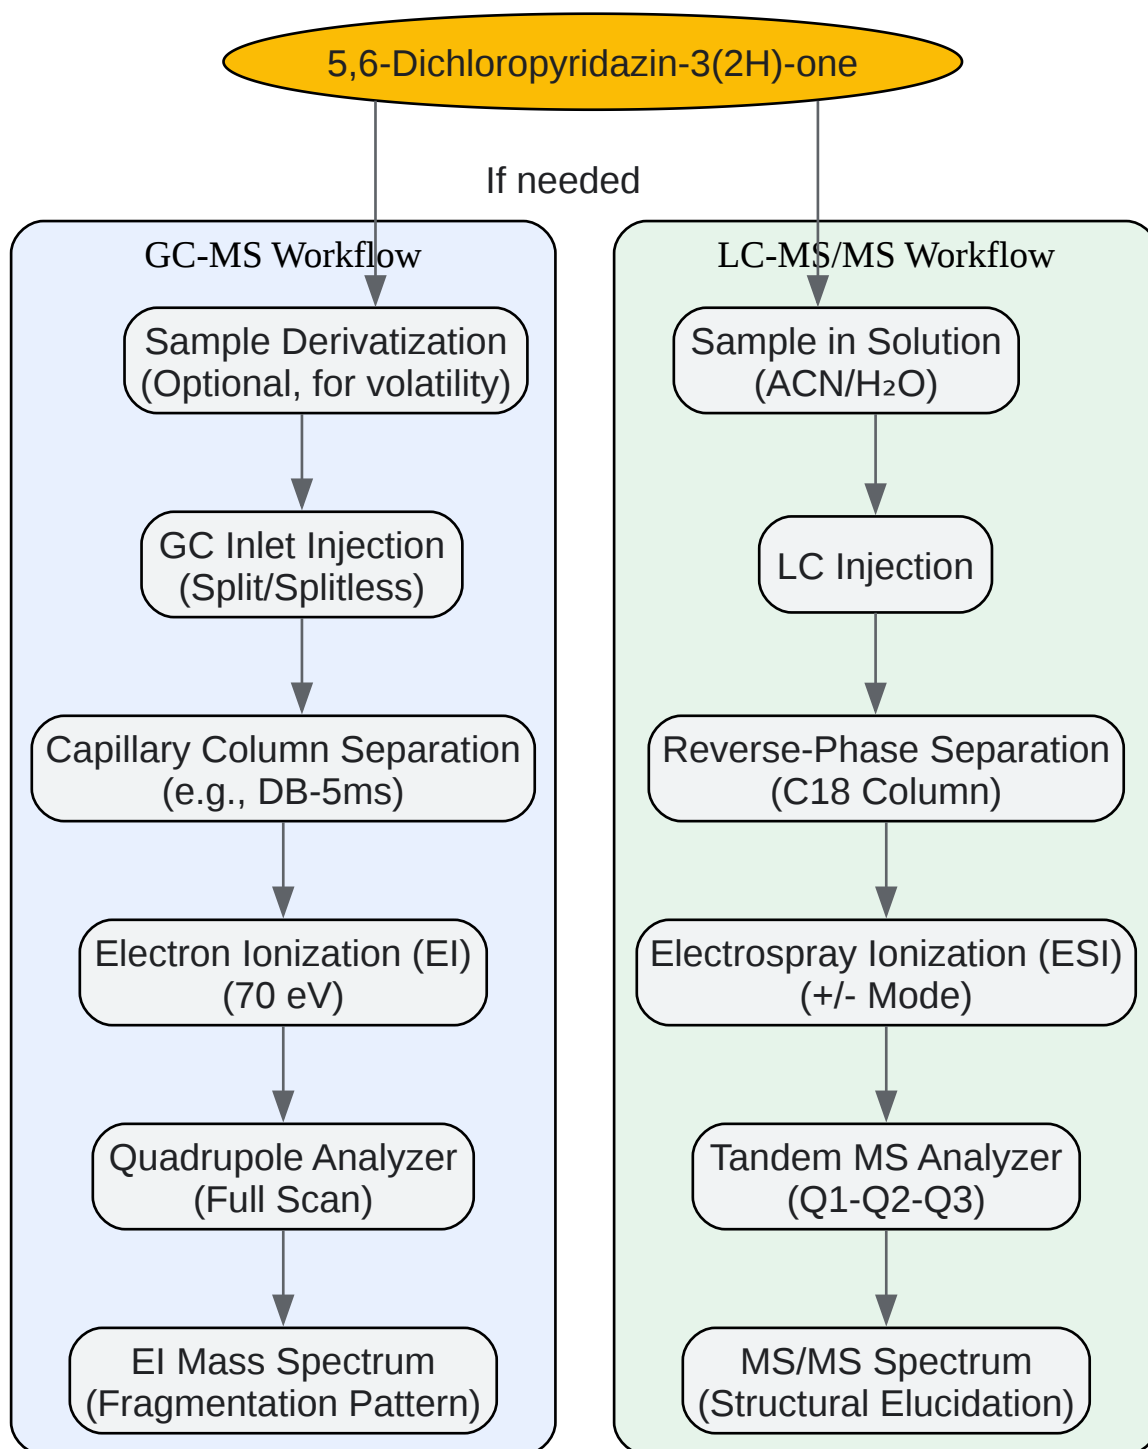 5,6-Dichloropyridazin-3(2H)-one
If needed
GC-MS Workflow
Sample Derivatization
(Optional, for volatility)
GC Inlet Injection
(Split/Splitless)
Capillary Column Separation
(e.g., DB-5ms)
Electron Ionization (EI)
(70 eV)
Quadrupole Analyzer
(Full Scan)
EI Mass Spectrum
(Fragmentation Pattern)
LC-MS/MS Workflow
Sample in Solution
(ACN/H₂O)
LC Injection
Reverse-Phase Separation
(C18 Column)
Electrospray Ionization (ESI)
(+/- Mode)
Tandem MS Analyzer
(Q1-Q2-Q3)
MS/MS Spectrum
(Structural Elucidation)